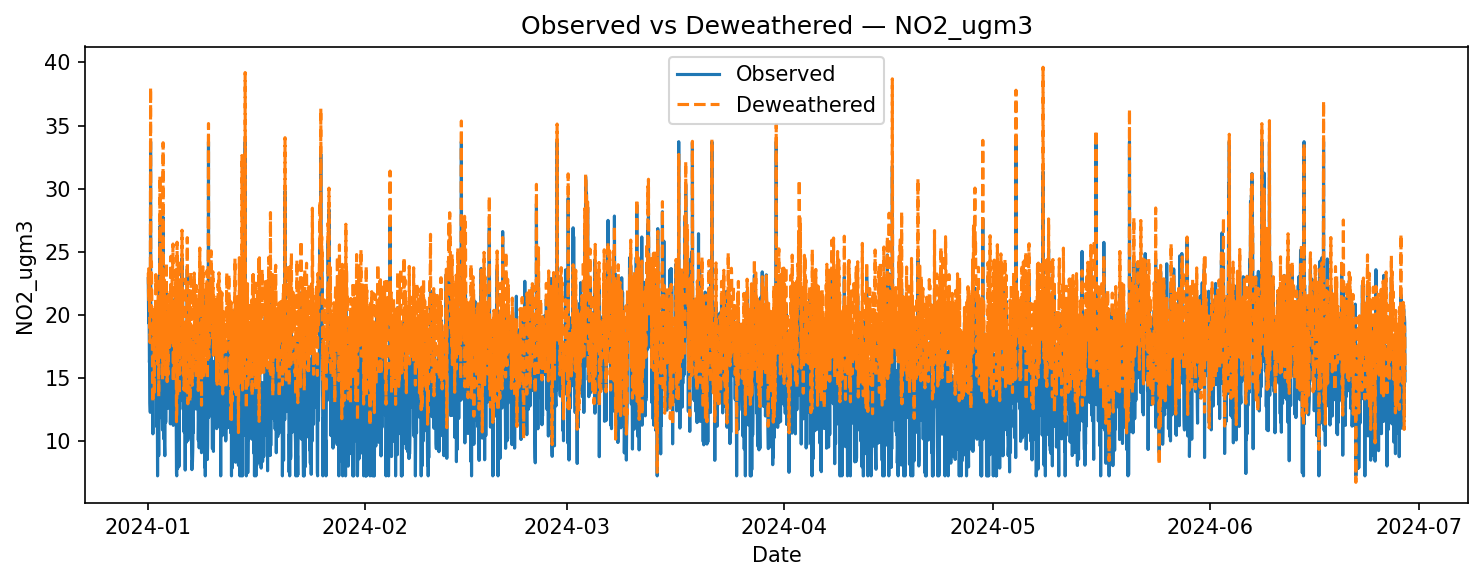 Observed vs Deweathered — NO2_ugm3
Observed
Deweathered
NO2_ugm3
40
35
30
25
20
15
10
2024-01
2024-02
2024-03
2024-04
2024-05
2024-06
2024-07
Date